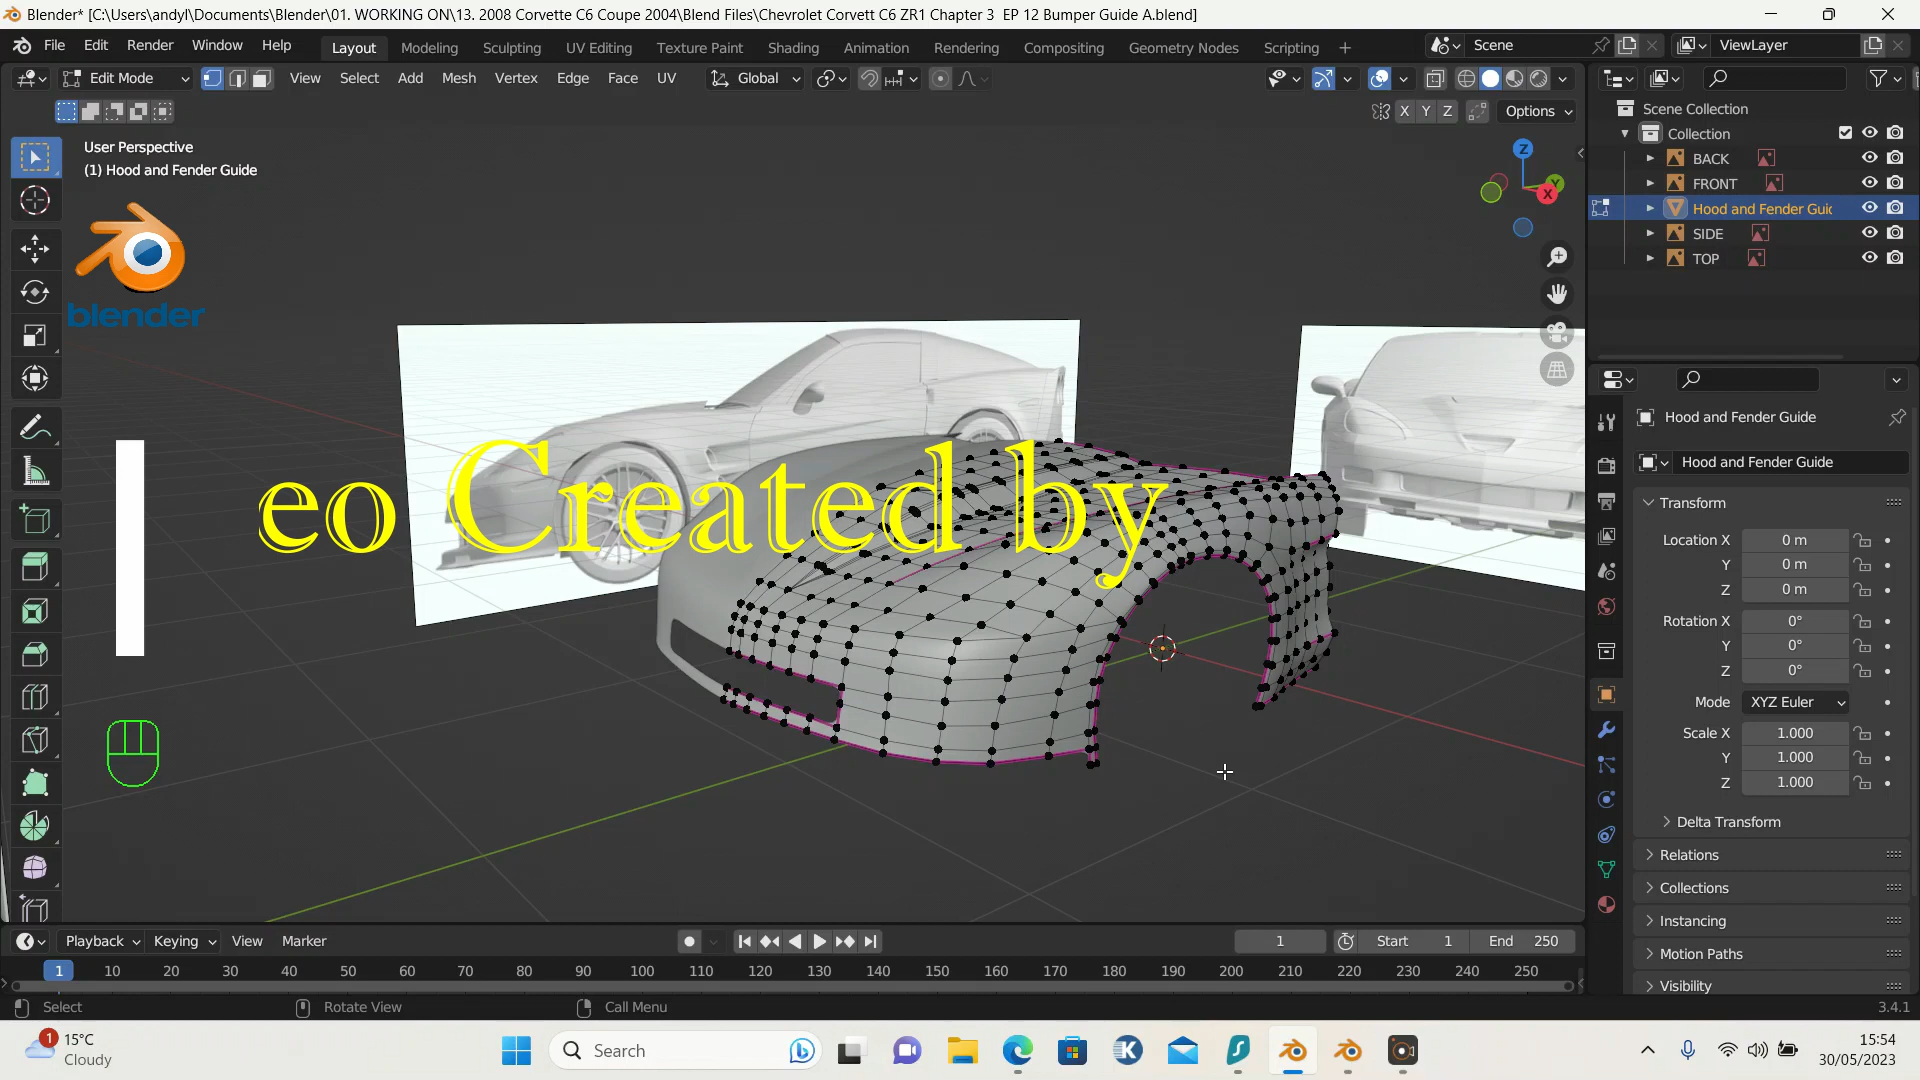 Blender* [C:\Users\andyl\Documents\Blender\01. WORKING ON\13. 2008 Corvette C6 Coupe 2004\Blend Files\Chevrolet Corvett C6 ZR1 Chapter 3  EP 12 Bumper Guide A.blend]
File Edit Render Window Help Layout Modeling Sculpting UV Editing Texture Paint Shading Animation Rendering Compositing Geometry Nodes Scripting Scene ViewLayer
Edit Mode View Select Add Mesh Vertex Edge Face UV Global
X Y Z Options
User Perspective
(1) Hood and Fender Guide
blender
eo Created by
Z Y X
Scene Collection
Collection
BACK
FRONT
Hood and Fender Guid
SIDE
TOP
Hood and Fender Guide
Hood and Fender Guide
Transform
Location X 0 m
Y 0 m
Z 0 m
Rotation X 0°
Y 0°
Z 0°
Mode XYZ Euler
Scale X 1.000
Y 1.000
Z 1.000
Delta Transform
Relations
Collections
Instancing
Motion Paths
Visibility
Playback Keying View Marker 1 Start 1 End 250
1 10 20 30 40 50 60 70 80 90 100 110 120 130 140 150 160 170 180 190 200 210 220 230 240 250
Select Rotate View Call Menu 3.4.1
1 15°C
Cloudy
Search
15:54
30/05/2023